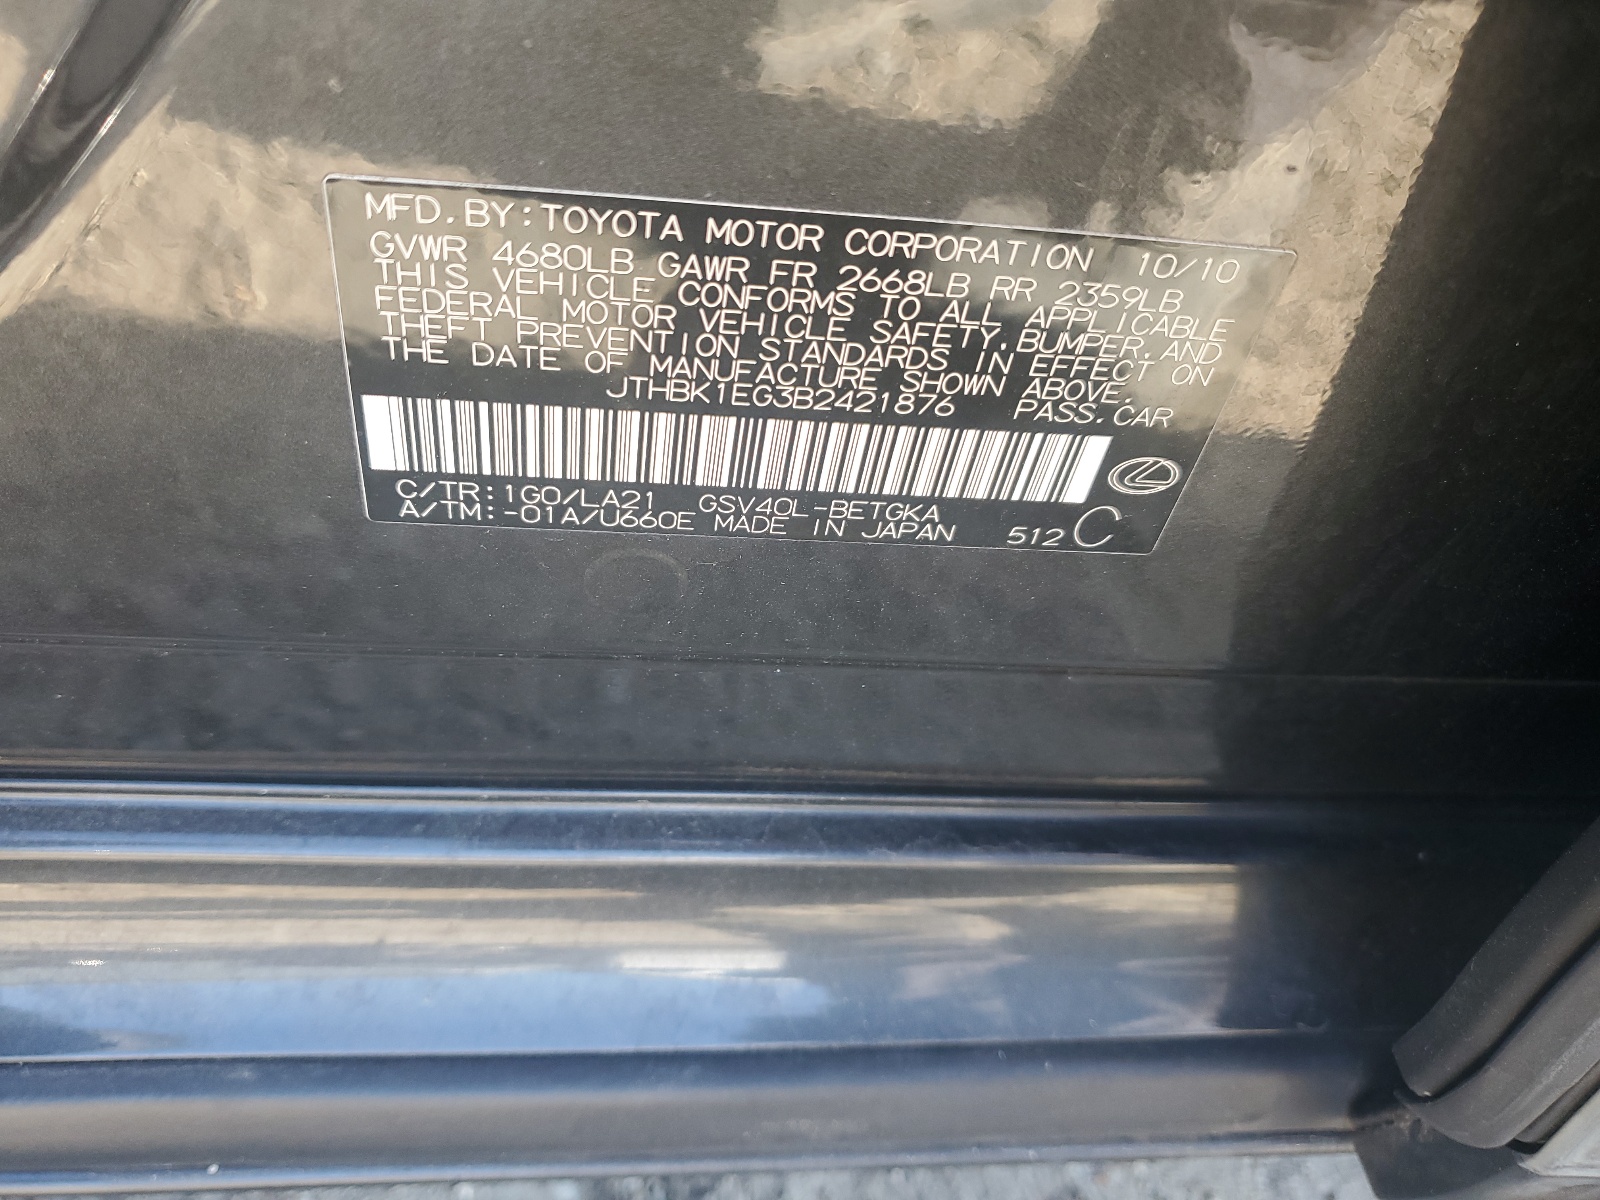 MFD.BY:TOYOTA MOTOR CORPORATION 10/10
GVWR 4680LB GAWR FR 2668LB RR 2359LB
THIS VEHICLE CONFORMS TO ALL APPLICABLE
FEDERAL MOTOR VEHICLE SAFETY,BUMPER,AND
THEFT PREVENTION STANDARDS IN EFFECT ON
THE DATE OF MANUFACTURE SHOWN ABOVE.
JTHBK1EG3B2421876 PASS.CAR
C/TR:1G0/LA21 GSV40L-BETGKA
A/TM:-01A/U660E MADE IN JAPAN 512 C